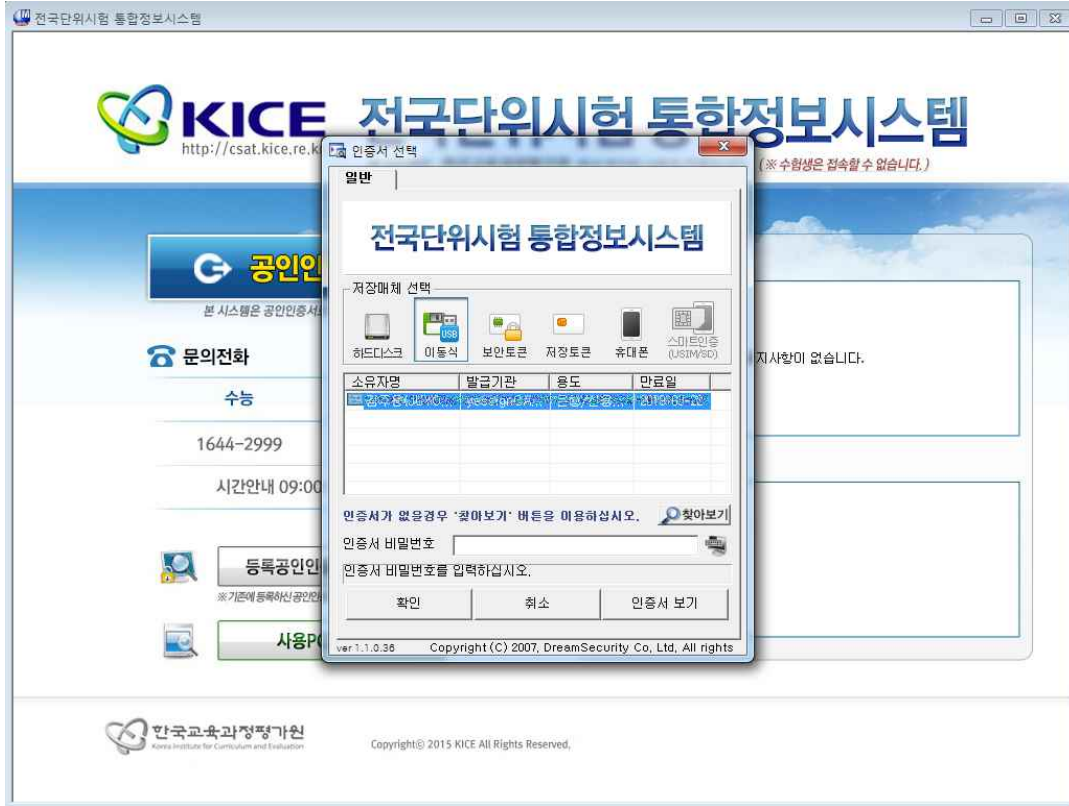 전국단위시험 통합정보시스템
KICE 전국단위시험 통합정보시스템
http://csat.kice.re.k
(※ 수험생은 접속할 수 없습니다.)
인증서 선택
일반
전국단위시험 통합정보시스템
저장매체 선택
USB
하드디스크 이동식 보안토큰 저장토큰 휴대폰 스마트인증 (USIM/SD)
소유자명 발급기관 용도 만료일
인증서가 없을경우 '찾아보기' 버튼을 이용하십시오. 찾아보기
인증서 비밀번호
인증서 비밀번호를 입력하십시오.
확인 취소 인증서 보기
ver 1.1.0.36 Copyright (C) 2007, DreamSecurity Co, Ltd, All rights
공인인
본 시스템은 공인인증서
문의전화
수능
1644-2999
시간안내 09:00
등록공인인
※ 기존에 등록하신 공인인
사용PC
지사항이 없습니다.
한국교육과정평가원
Korea Institute for Curriculum and Evaluation
Copyright© 2015 KICE All Rights Reserved.